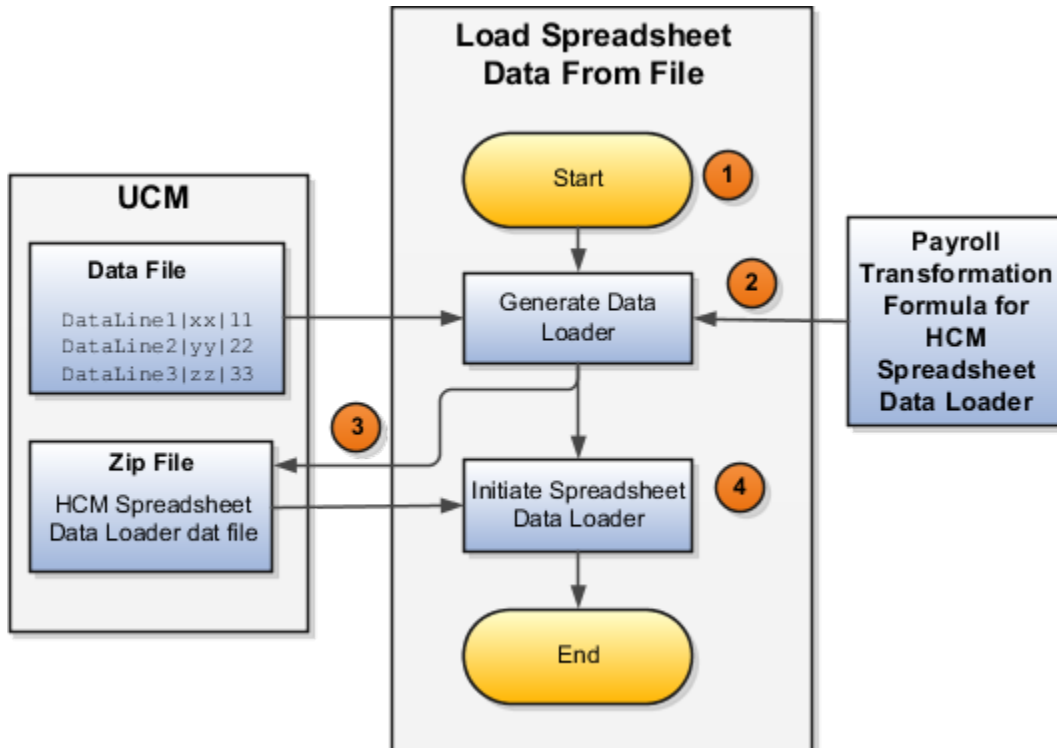 Load Spreadsheet
Data From File
Start
1
UCM
Data File
DataLine1|xx|11
DataLine2|yy|22
DataLine3|zz|33
Generate Data
Loader
2
Payroll
Transformation
Formula for
HCM
Spreadsheet
Data Loader
3
Zip File
HCM Spreadsheet
Data Loader dat file
Initiate Spreadsheet
Data Loader
4
End